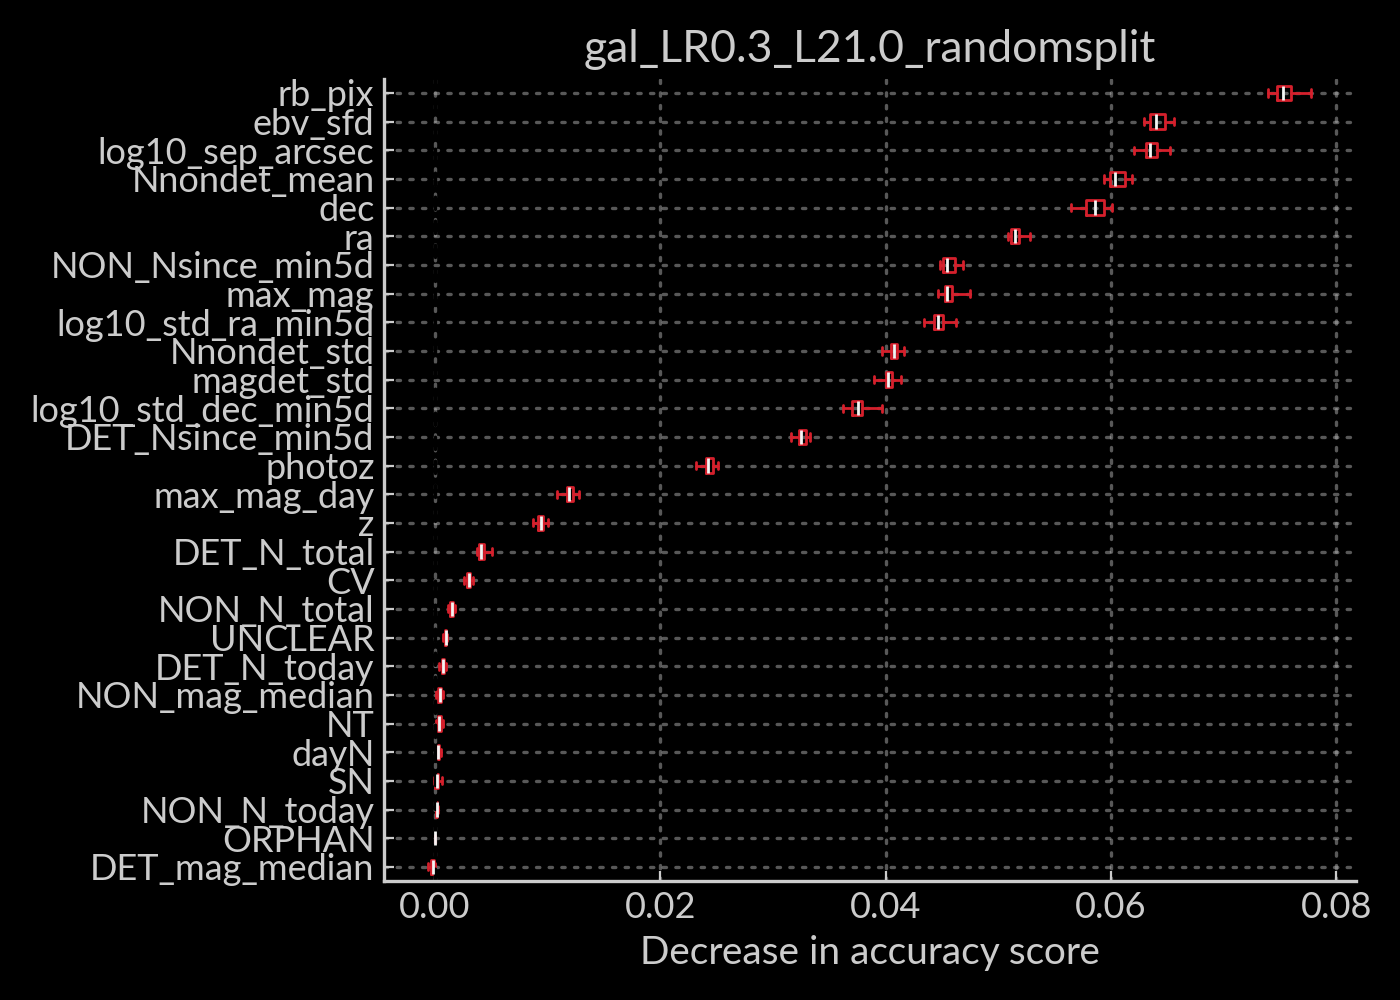 gal_LR0.3_L21.0_randomsplit
rb_pix
ebv_sfd
log10_sep_arcsec
Nnondet_mean
dec
ra
NON_Nsince_min5d
max_mag
log10_std_ra_min5d
Nnondet_std
magdet_std
log10_std_dec_min5d
DET_Nsince_min5d
photoz
max_mag_day
z
DET_N_total
CV
NON_N_total
UNCLEAR
DET_N_today
NON_mag_median
NT
dayN
SN
NON_N_today
ORPHAN
DET_mag_median
0.00 0.02 0.04 0.06 0.08
Decrease in accuracy score